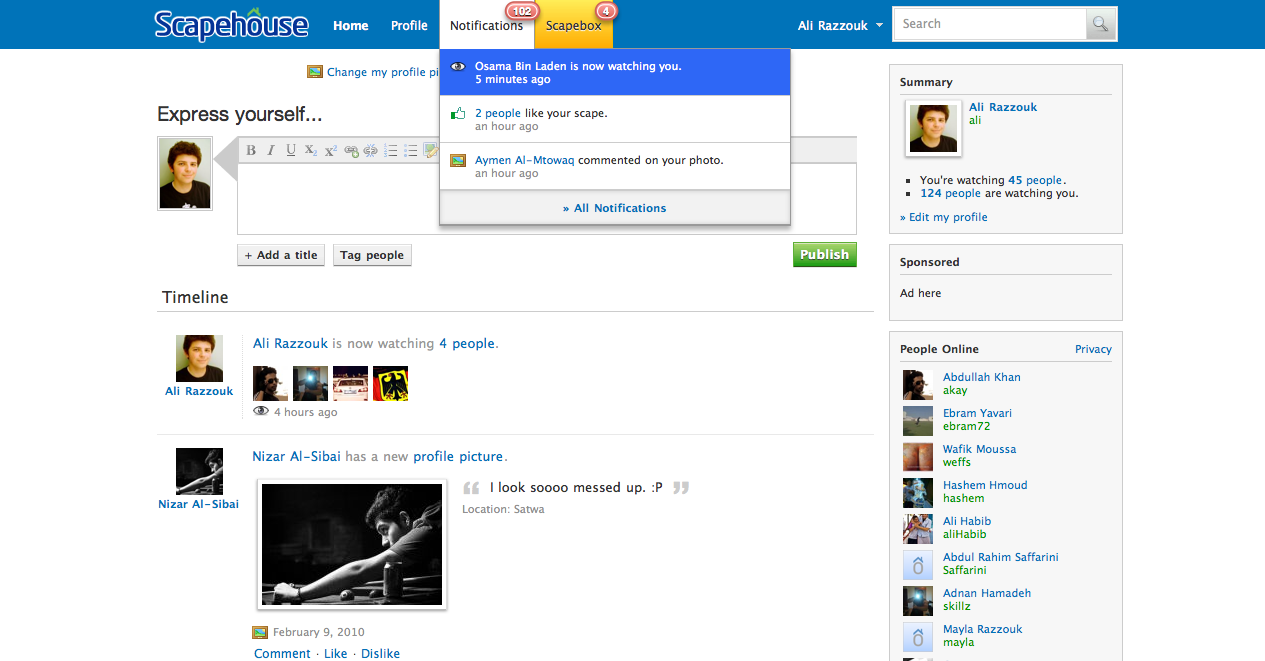 Scapehouse
Home
Profile
Notifications
102
Scapebox
4
Ali Razzouk
Search
Change my profile pi
Osama Bin Laden is now watching you.
5 minutes ago
2 people like your scape.
an hour ago
Aymen Al-Mtowaq commented on your photo.
an hour ago
» All Notifications
Express yourself...
B I U X2 X2
+ Add a title
Tag people
Publish
Timeline
Ali Razzouk
Ali Razzouk is now watching 4 people.
4 hours ago
Nizar Al-Sibai
Nizar Al-Sibai has a new profile picture.
“ I look soooo messed up. :P ”
Location: Satwa
February 9, 2010
Comment · Like · Dislike
Summary
Ali Razzouk
ali
You're watching 45 people.
124 people are watching you.
» Edit my profile
Sponsored
Ad here
People Online
Privacy
Abdullah Khan
akay
Ebram Yavari
ebram72
Wafik Moussa
weffs
Hashem Hmoud
hashem
Ali Habib
aliHabib
Abdul Rahim Saffarini
Saffarini
Adnan Hamadeh
skillz
Mayla Razzouk
mayla